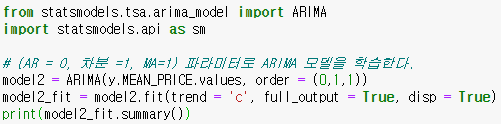 from statsmodels.tsa.arima_model import ARIMA
import statsmodels.api as sm
# (AR = 0, 차분 =1, MA=1) 파라미터로 ARIMA 모델을 학습한다.
model2 = ARIMA(y.MEAN_PRICE.values, order = (0,1,1))
model2_fit = model2.fit(trend = 'c', full_output = True, disp = True)
print(model2_fit.summary())